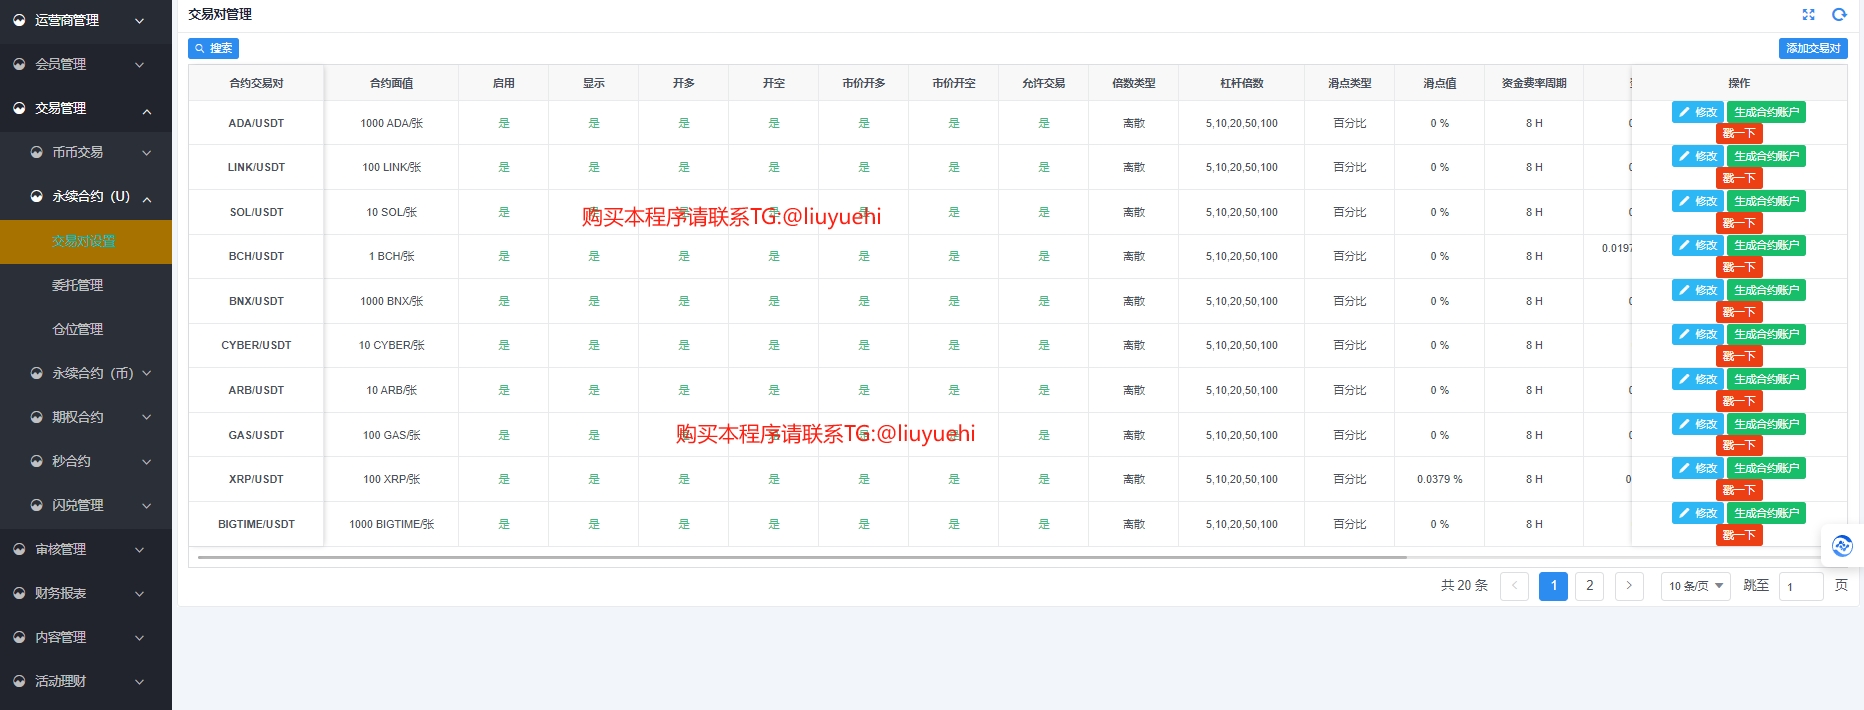 运营商管理
会员管理
交易管理
币币交易
永续合约（U）
交易对设置
委托管理
仓位管理
永续合约（币）
期权合约
秒合约
闪兑管理
审核管理
财务报表
内容管理
活动理财
交易对管理
搜索
添加交易对
合约交易对 合约面值 启用 显示 开多 开空 市价开多 市价开空 允许交易 倍数类型 杠杆倍数 滑点类型 滑点值 资金费率周期 操作
ADA/USDT 1000 ADA/张 是 是 是 是 是 是 是 离散 5,10,20,50,100 百分比 0 % 8 H 修改 生成合约账户
戳一下
LINK/USDT 100 LINK/张 是 是 是 是 是 是 是 离散 5,10,20,50,100 百分比 0 % 8 H 修改 生成合约账户
戳一下
SOL/USDT 10 SOL/张 是 是 是 是 是 是 是 离散 5,10,20,50,100 百分比 0 % 8 H 修改 生成合约账户
购买本程序请联系TG:@liuyuehi
戳一下
BCH/USDT 1 BCH/张 是 是 是 是 是 是 是 离散 5,10,20,50,100 百分比 0 % 8 H 0.0197 修改 生成合约账户
戳一下
BNX/USDT 1000 BNX/张 是 是 是 是 是 是 是 离散 5,10,20,50,100 百分比 0 % 8 H 修改 生成合约账户
戳一下
CYBER/USDT 10 CYBER/张 是 是 是 是 是 是 是 离散 5,10,20,50,100 百分比 0 % 8 H 修改 生成合约账户
戳一下
ARB/USDT 10 ARB/张 是 是 是 是 是 是 是 离散 5,10,20,50,100 百分比 0 % 8 H 修改 生成合约账户
戳一下
GAS/USDT 100 GAS/张 是 是 是 是 是 是 是 离散 5,10,20,50,100 百分比 0 % 8 H 修改 生成合约账户
购买本程序请联系TG:@liuyuehi
戳一下
XRP/USDT 100 XRP/张 是 是 是 是 是 是 是 离散 5,10,20,50,100 百分比 0.0379 % 8 H 0 修改 生成合约账户
戳一下
BIGTIME/USDT 1000 BIGTIME/张 是 是 是 是 是 是 是 离散 5,10,20,50,100 百分比 0 % 8 H 修改 生成合约账户
戳一下
共 20 条 1 2 10 条/页 跳至 1 页